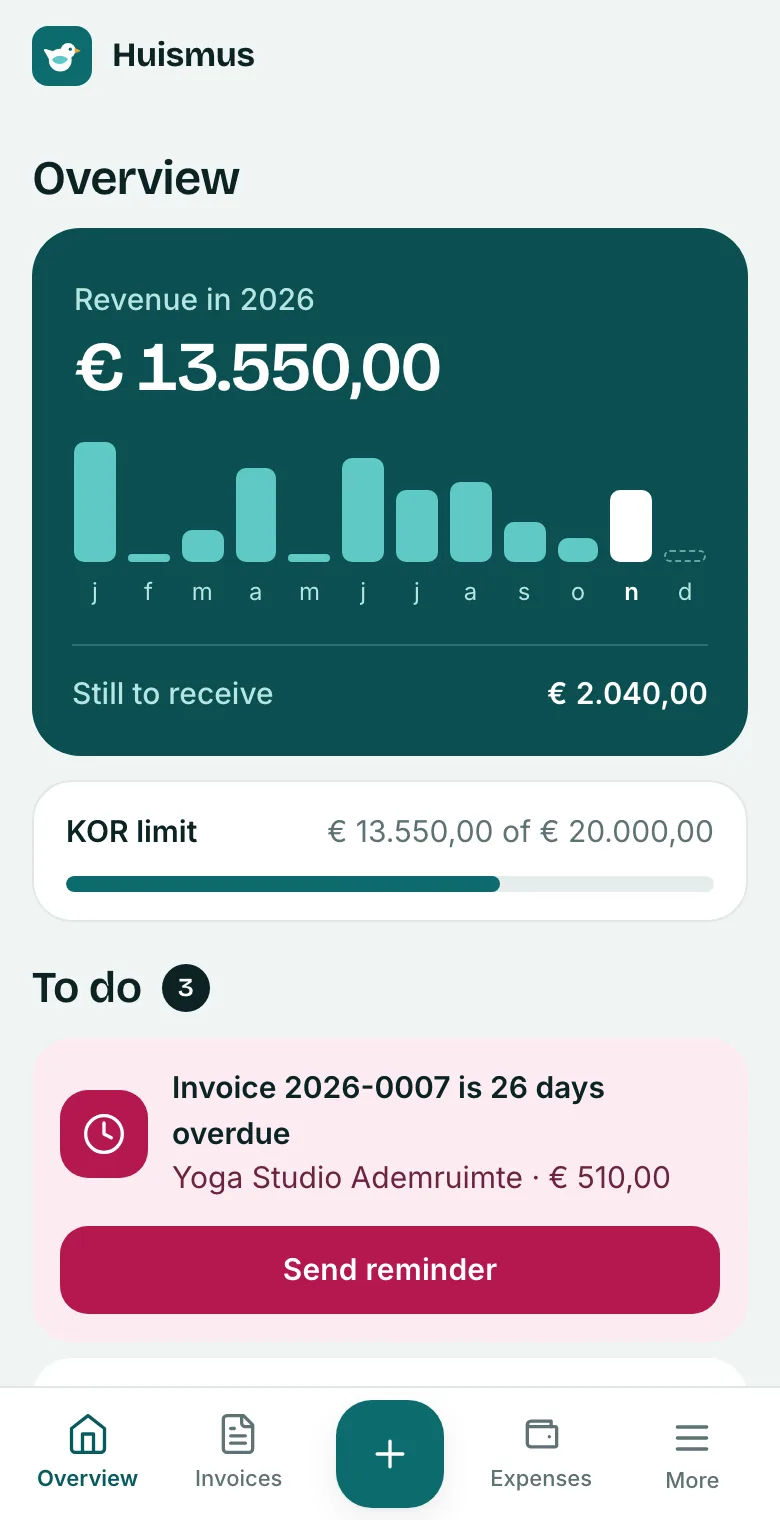 Huismus
Overview
Revenue in 2026
€ 13.550,00
j f m a m j j a s o n d
Still to receive € 2.040,00
KOR limit € 13.550,00 of € 20.000,00
To do 3
Invoice 2026-0007 is 26 days
overdue
Yoga Studio Ademruimte · € 510,00
Send reminder
Overview Invoices + Expenses More